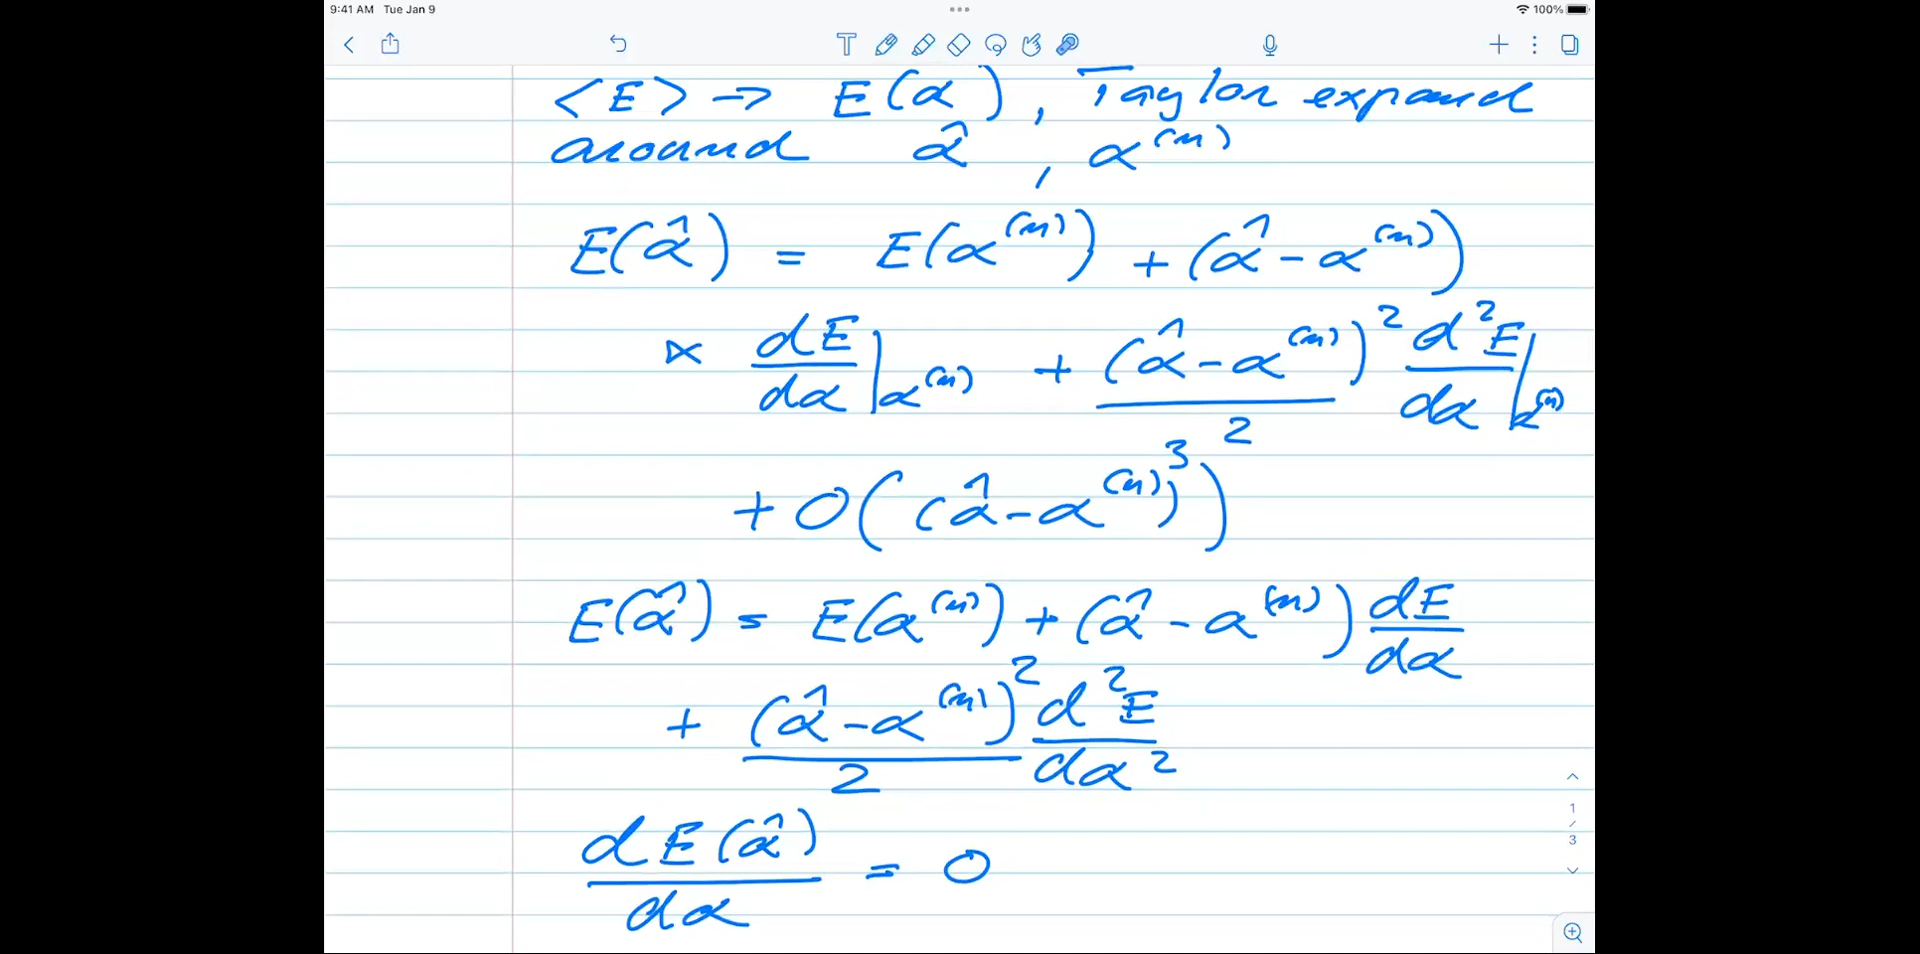 9:41 AM Tue Jan 9
100%
<E> → E(α), Taylor expand
around α̂, α⁽ⁿ⁾
E(α̂) = E(α⁽ⁿ⁾) + (α̂ - α⁽ⁿ⁾)
× dE/dα |α⁽ⁿ⁾ + (α̂ - α⁽ⁿ⁾)²/2 d²E/dα |α⁽ⁿ⁾
+ O((α̂ - α⁽ⁿ⁾)³)
E(α̂) = E(α⁽ⁿ⁾) + (α̂ - α⁽ⁿ⁾) dE/dα
+ (α̂ - α⁽ⁿ⁾)²/2 d²E/dα²
dE(α̂)/dα = 0
1
/
3